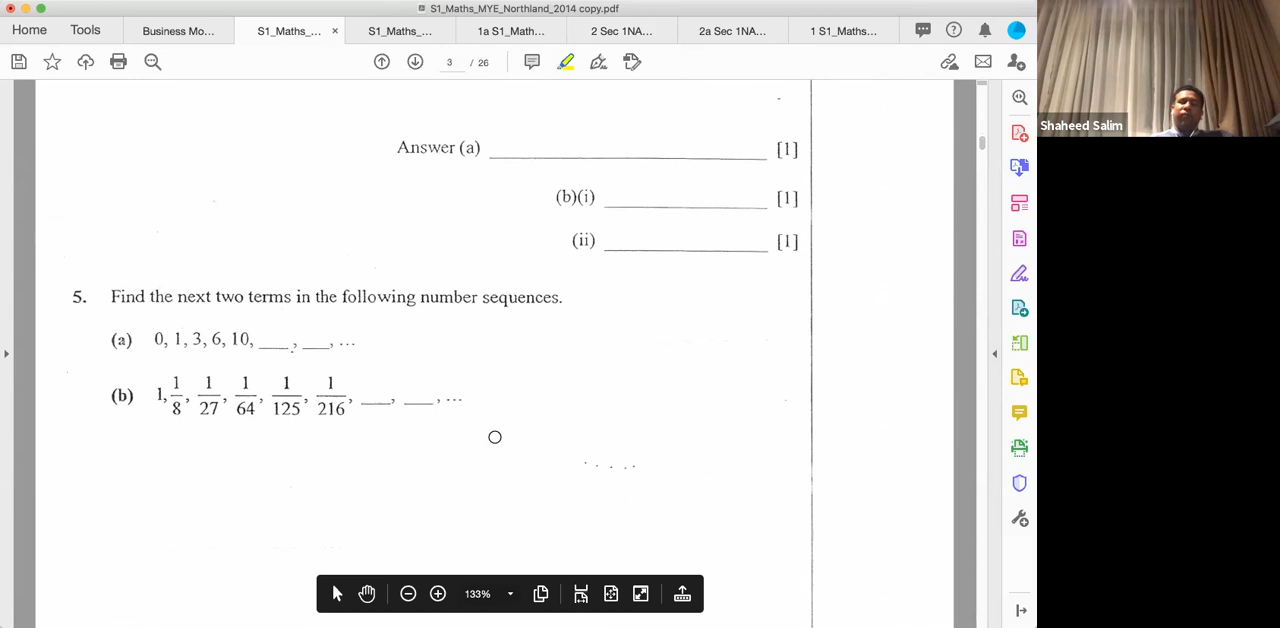 S1_Maths_MYE_Northland_2014 copy.pdf
Home Tools Business Mo... S1_Maths_... × S1_Maths_... 1a S1_Math... 2 Sec 1NA... 2a Sec 1NA... 1 S1_Maths...
3 / 26
Shaheed Salim
Answer (a) ____ [1]
(b)(i) ____ [1]
(ii) ____ [1]
5. Find the next two terms in the following number sequences.
(a) 0, 1, 3, 6, 10, ___, ___, ...
(b) 1, 1/8, 1/27, 1/64, 1/125, 1/216, ___, ___, ...
133%